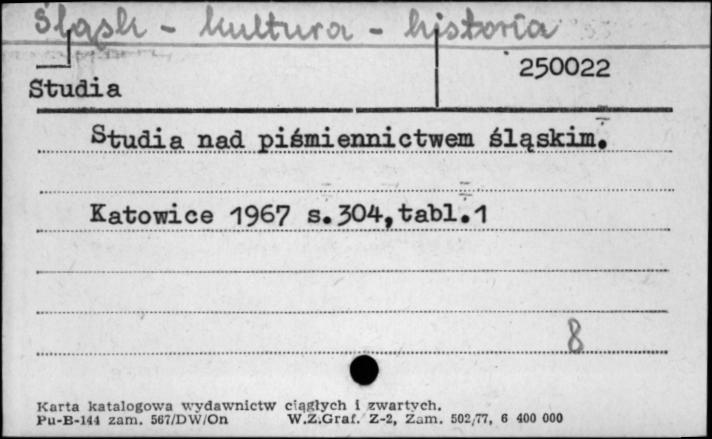 Śląsk - kultura - historia
250022
Studia
Studia nad piśmiennictwem śląskim.
Katowice 1967 s.304,tabl.1
8
Karta katalogowa wydawnictw ciągłych i zwartych.
Pu-B-144 zam. 567/DW/On W.Z.Graf. Z-2, Zam. 502/77, 6 400 000